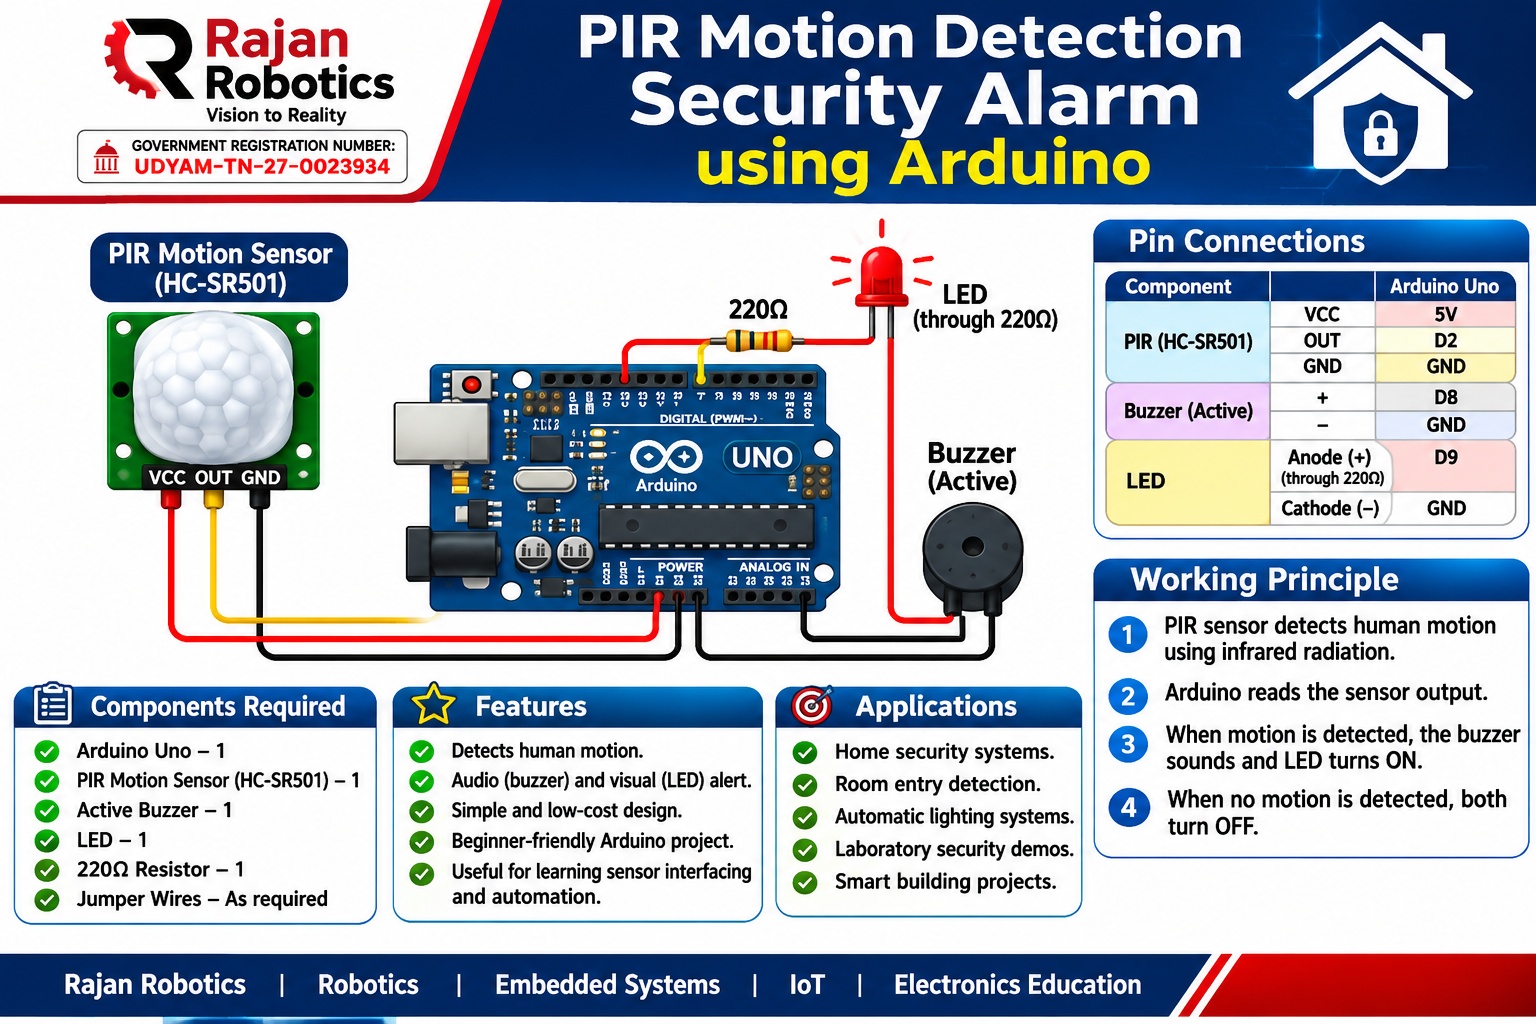 Rajan
Robotics
Vision to Reality
GOVERNMENT REGISTRATION NUMBER:
UDYAM-TN-27-0023934
PIR Motion Detection
Security Alarm
using Arduino
PIR Motion Sensor
(HC-SR501)
VCC OUT GND
220Ω
LED
(through 220Ω)
DIGITAL (PWM~)
UNO
Arduino
POWER
ANALOG IN
Buzzer
(Active)
Pin Connections
Component Arduino Uno
PIR (HC-SR501)
VCC 5V
OUT D2
GND GND
Buzzer (Active)
+ D8
– GND
LED
Anode (+) D9
(through 220Ω)
Cathode (–) GND
Working Principle
1 PIR sensor detects human motion
using infrared radiation.
2 Arduino reads the sensor output.
3 When motion is detected, the buzzer
sounds and LED turns ON.
4 When no motion is detected, both
turn OFF.
Components Required
Arduino Uno – 1
PIR Motion Sensor (HC-SR501) – 1
Active Buzzer – 1
LED – 1
220Ω Resistor – 1
Jumper Wires – As required
Features
Detects human motion.
Audio (buzzer) and visual (LED) alert.
Simple and low-cost design.
Beginner-friendly Arduino project.
Useful for learning sensor interfacing
and automation.
Applications
Home security systems.
Room entry detection.
Automatic lighting systems.
Laboratory security demos.
Smart building projects.
Rajan Robotics | Robotics | Embedded Systems | IoT | Electronics Education